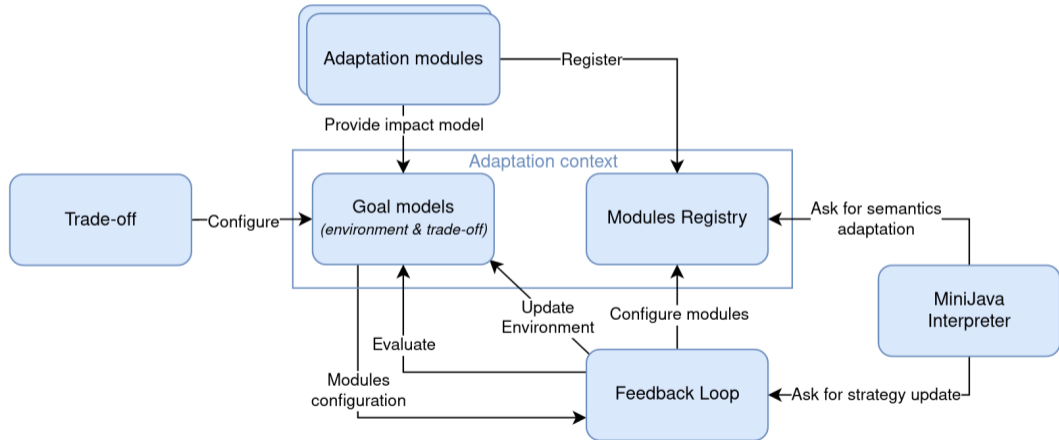 Adaptation modules
Register
Provide impact model
Adaptation context
Trade-off
Configure
Goal models
(environment & trade-off)
Modules Registry
Ask for semantics
adaptation
MiniJava
Interpreter
Update
Environment
Configure modules
Evaluate
Modules
configuration
Feedback Loop
Ask for strategy update